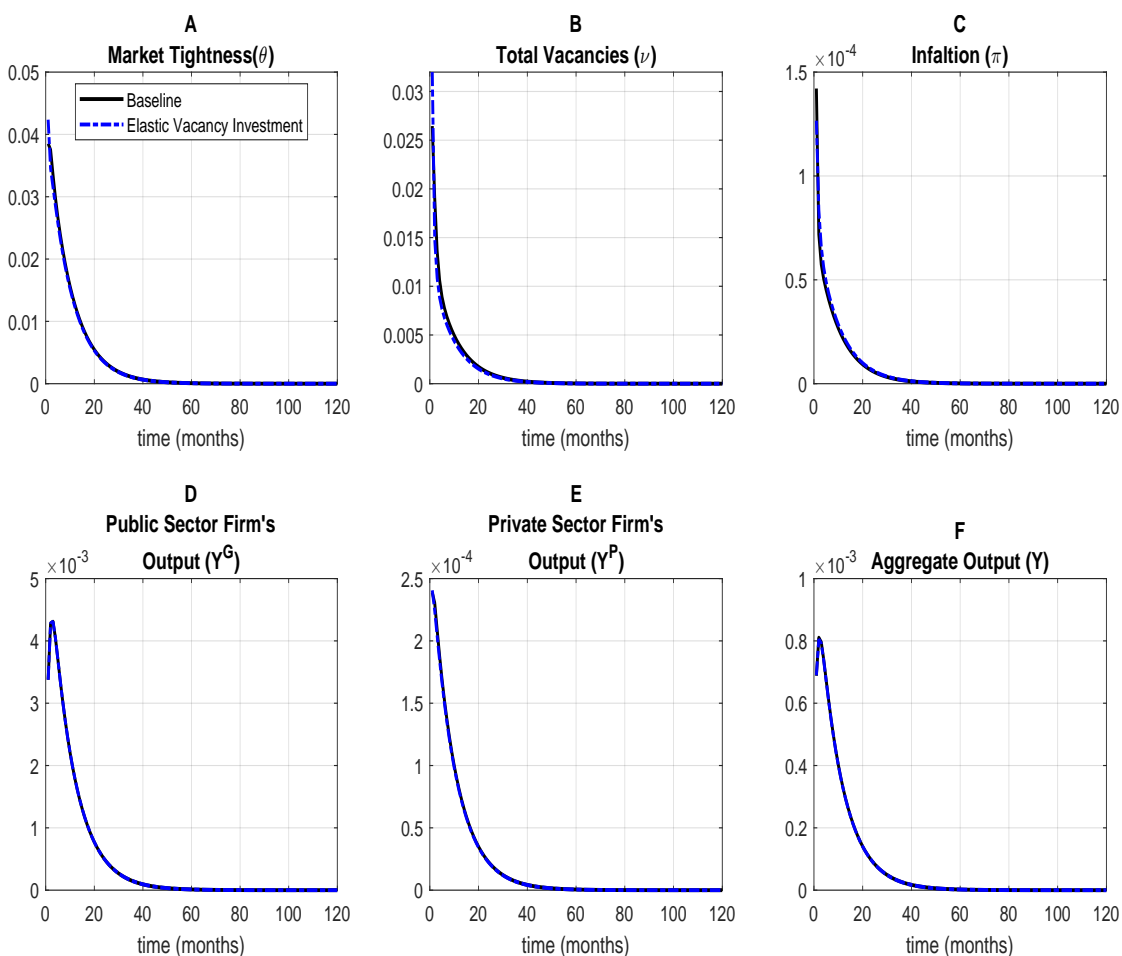 A
Market Tightness(θ)
0.05
0.04
0.03
0.02
0.01
0
Baseline
Elastic Vacancy Investment
0 20 40 60 80 100 120
time (months)
B
Total Vacancies (ν)
0.03
0.025
0.02
0.015
0.01
0.005
0
0 20 40 60 80 100 120
time (months)
C
Infaltion (π)
×10⁻⁴
1.5
1
0.5
0
0 20 40 60 80 100 120
time (months)
D
Public Sector Firm's
Output (Yᴳ)
×10⁻³
5
4
3
2
1
0
0 20 40 60 80 100 120
time (months)
E
Private Sector Firm's
Output (Yᴾ)
×10⁻⁴
2.5
2
1.5
1
0.5
0
0 20 40 60 80 100 120
time (months)
F
Aggregate Output (Y)
×10⁻³
1
0.8
0.6
0.4
0.2
0
0 20 40 60 80 100 120
time (months)